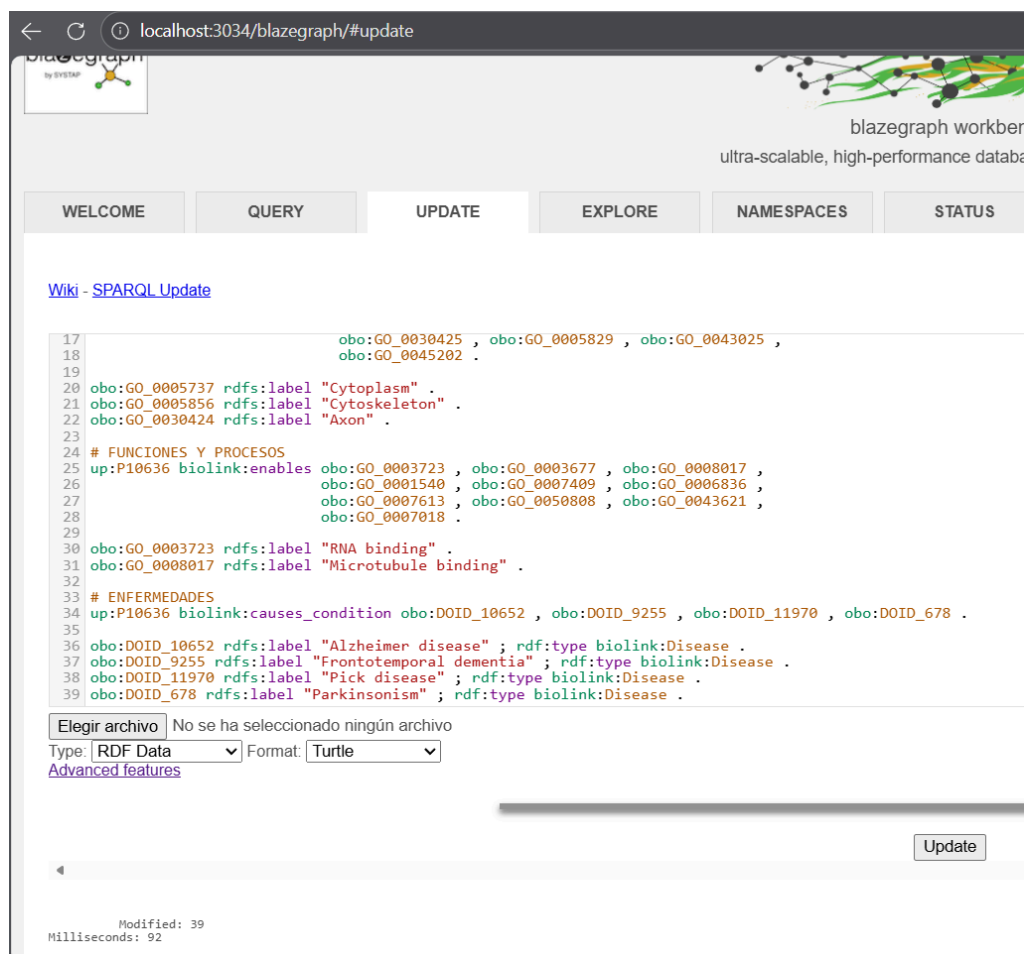 localhost:3034/blazegraph/#update
blazegraph
by SYSTAP
blazegraph workben
ultra-scalable, high-performance databa
WELCOME QUERY UPDATE EXPLORE NAMESPACES STATUS
Wiki - SPARQL Update
17 obo:GO_0030425 , obo:GO_0005829 , obo:GO_0043025 ,
18 obo:GO_0045202 .
19
20 obo:GO_0005737 rdfs:label "Cytoplasm" .
21 obo:GO_0005856 rdfs:label "Cytoskeleton" .
22 obo:GO_0030424 rdfs:label "Axon" .
23
24 # FUNCIONES Y PROCESOS
25 up:P10636 biolink:enables obo:GO_0003723 , obo:GO_0003677 , obo:GO_0008017 ,
26 obo:GO_0001540 , obo:GO_0007409 , obo:GO_0006836 ,
27 obo:GO_0007613 , obo:GO_0050808 , obo:GO_0043621 ,
28 obo:GO_0007018 .
29
30 obo:GO_0003723 rdfs:label "RNA binding" .
31 obo:GO_0008017 rdfs:label "Microtubule binding" .
32
33 # ENFERMEDADES
34 up:P10636 biolink:causes_condition obo:DOID_10652 , obo:DOID_9255 , obo:DOID_11970 , obo:DOID_678 .
35
36 obo:DOID_10652 rdfs:label "Alzheimer disease" ; rdf:type biolink:Disease .
37 obo:DOID_9255 rdfs:label "Frontotemporal dementia" ; rdf:type biolink:Disease .
38 obo:DOID_11970 rdfs:label "Pick disease" ; rdf:type biolink:Disease .
39 obo:DOID_678 rdfs:label "Parkinsonism" ; rdf:type biolink:Disease .
Elegir archivo No se ha seleccionado ningún archivo
Type: RDF Data Format: Turtle
Advanced features
Update
Modified: 39
Milliseconds: 92